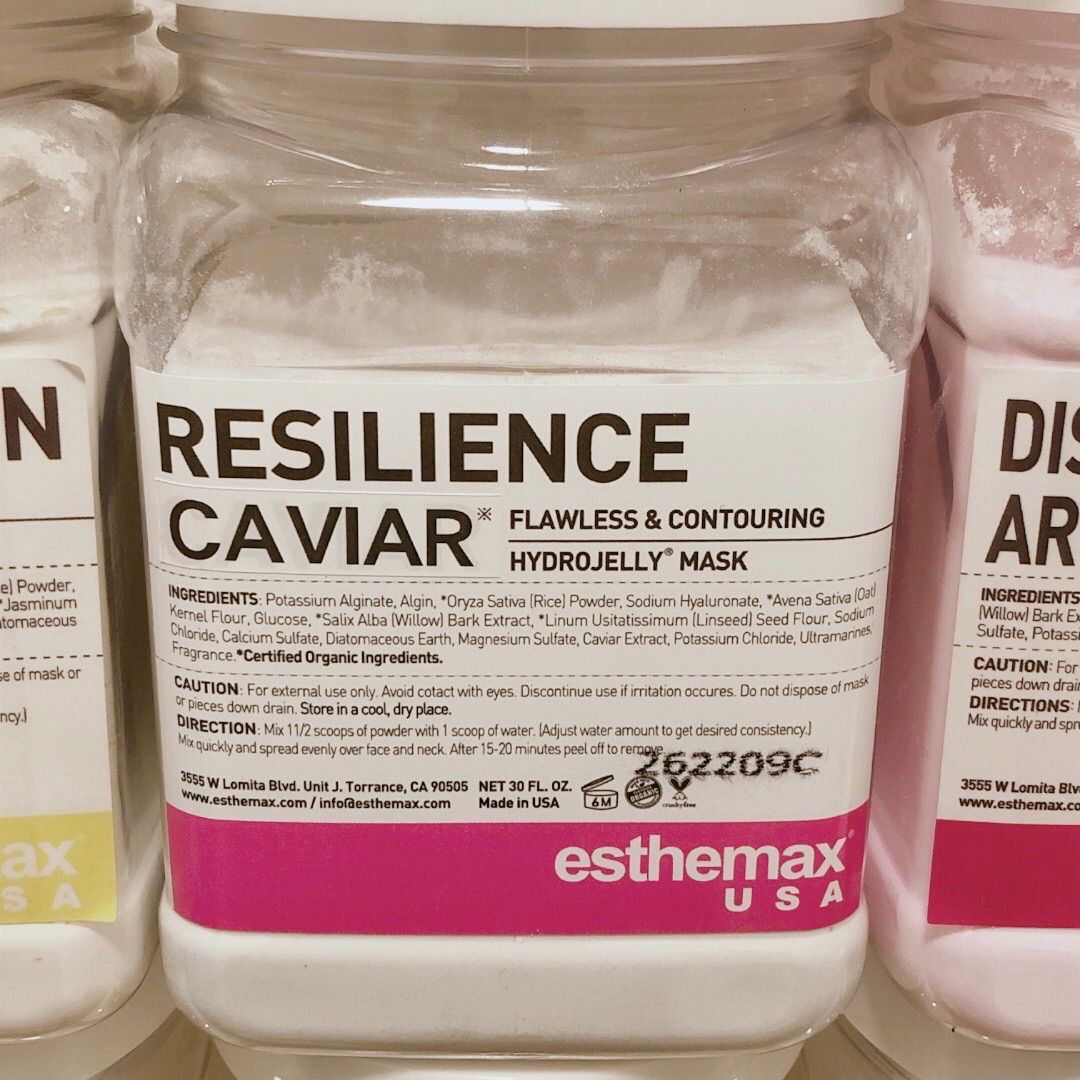 N
e) Powder,
*Jasminum
atomaceous
se of mask or
ncy.)
ax
S A
RESILIENCE
CAVIAR※
FLAWLESS & CONTOURING
HYDROJELLY® MASK
INGREDIENTS: Potassium Alginate, Algin, *Oryza Sativa (Rice) Powder, Sodium Hyaluronate, *Avena Sativa (Oat)
Kernel Flour, Glucose, *Salix Alba (Willow) Bark Extract, *Linum Usitatissimum (Linseed) Seed Flour, Sodium
Chloride, Calcium Sulfate, Diatomaceous Earth, Magnesium Sulfate, Caviar Extract, Potassium Chloride, Ultramarines,
Fragrance.*Certified Organic Ingredients.
CAUTION: For external use only. Avoid cotact with eyes. Discontinue use if irritation occures. Do not dispose of mask
or pieces down drain. Store in a cool, dry place.
DIRECTION: Mix 11/2 scoops of powder with 1 scoop of water. (Adjust water amount to get desired consistency.)
Mix quickly and spread evenly over face and neck. After 15-20 minutes peel off to remove.
262209C
3555 W Lomita Blvd. Unit J. Torrance, CA 90505
www.esthemax.com / info@esthemax.com
NET 30 FL. OZ.
Made in USA
6M
ORGANIC
crueltyfree
esthemax®
USA
DIS
AR
INGREDIENTS
(Willow) Bark Ex
Sulfate, Potass
CAUTION: For
pieces down drain
DIRECTIONS:
Mix quickly and spr
3555 W Lomita Blv
www.esthemax.co